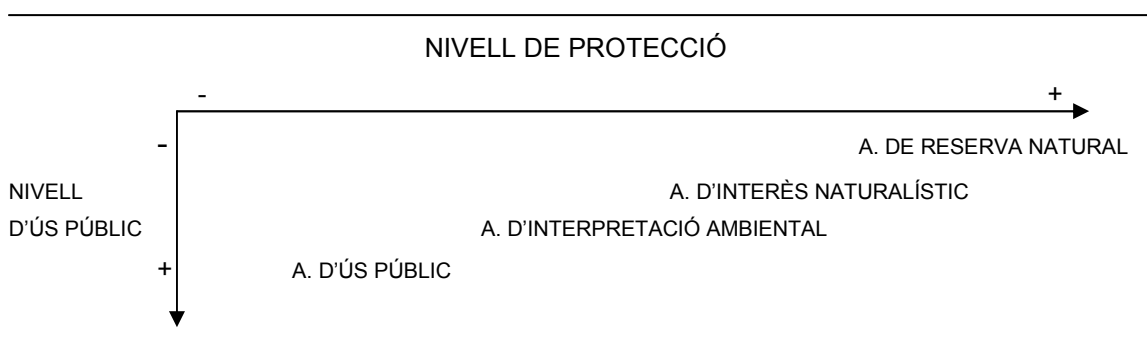 NIVELL DE PROTECCIÓ
- +
- A. DE RESERVA NATURAL
NIVELL A. D'INTERÈS NATURALÍSTIC
D'ÚS PÚBLIC A. D'INTERPRETACIÓ AMBIENTAL
+ A. D'ÚS PÚBLIC